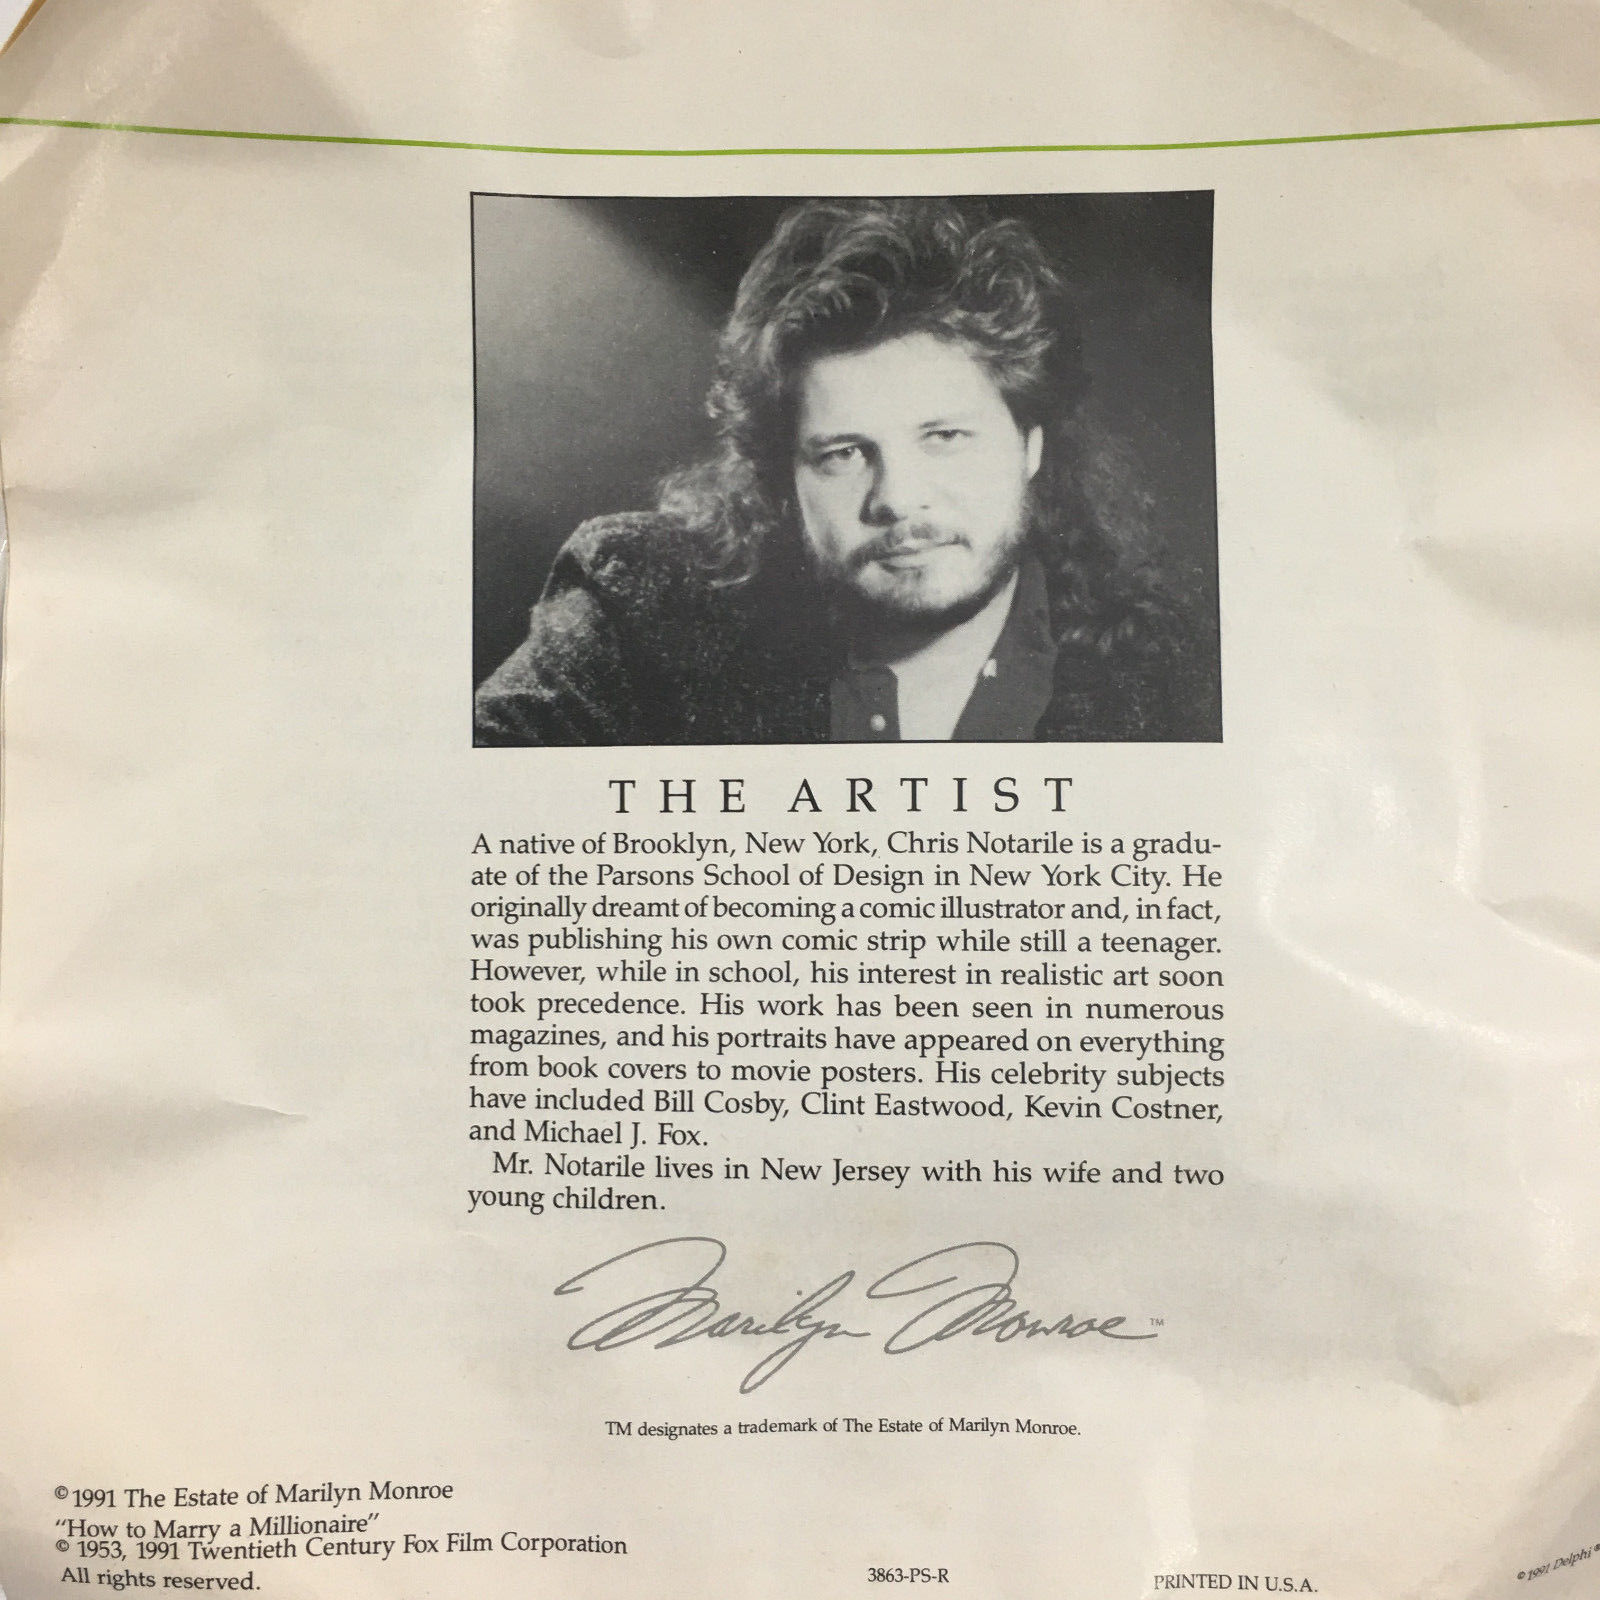 THE ARTIST
A native of Brooklyn, New York, Chris Notarile is a gradu-
ate of the Parsons School of Design in New York City. He
originally dreamt of becoming a comic illustrator and, in fact,
was publishing his own comic strip while still a teenager.
However, while in school, his interest in realistic art soon
took precedence. His work has been seen in numerous
magazines, and his portraits have appeared on everything
from book covers to movie posters. His celebrity subjects
have included Bill Cosby, Clint Eastwood, Kevin Costner,
and Michael J. Fox.
Mr. Notarile lives in New Jersey with his wife and two
young children.
Marilyn Monroe™
TM designates a trademark of The Estate of Marilyn Monroe.
©1991 The Estate of Marilyn Monroe
"How to Marry a Millionaire"
© 1953, 1991 Twentieth Century Fox Film Corporation
All rights reserved.
3863-PS-R
PRINTED IN U.S.A.
©1991 Delphi®